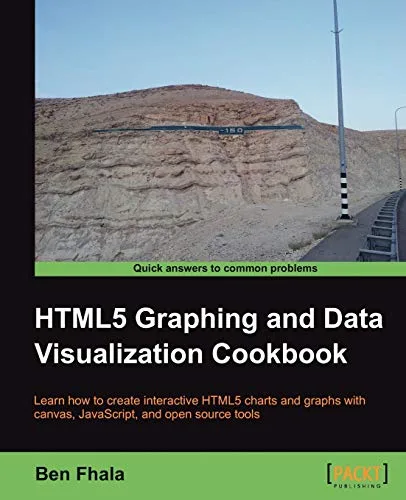 -150
Quick answers to common problems
HTML5 Graphing and Data
Visualization Cookbook
Learn how to create interactive HTML5 charts and graphs with
canvas, JavaScript, and open source tools
Ben Fhala
[PACKT]
PUBLISHING